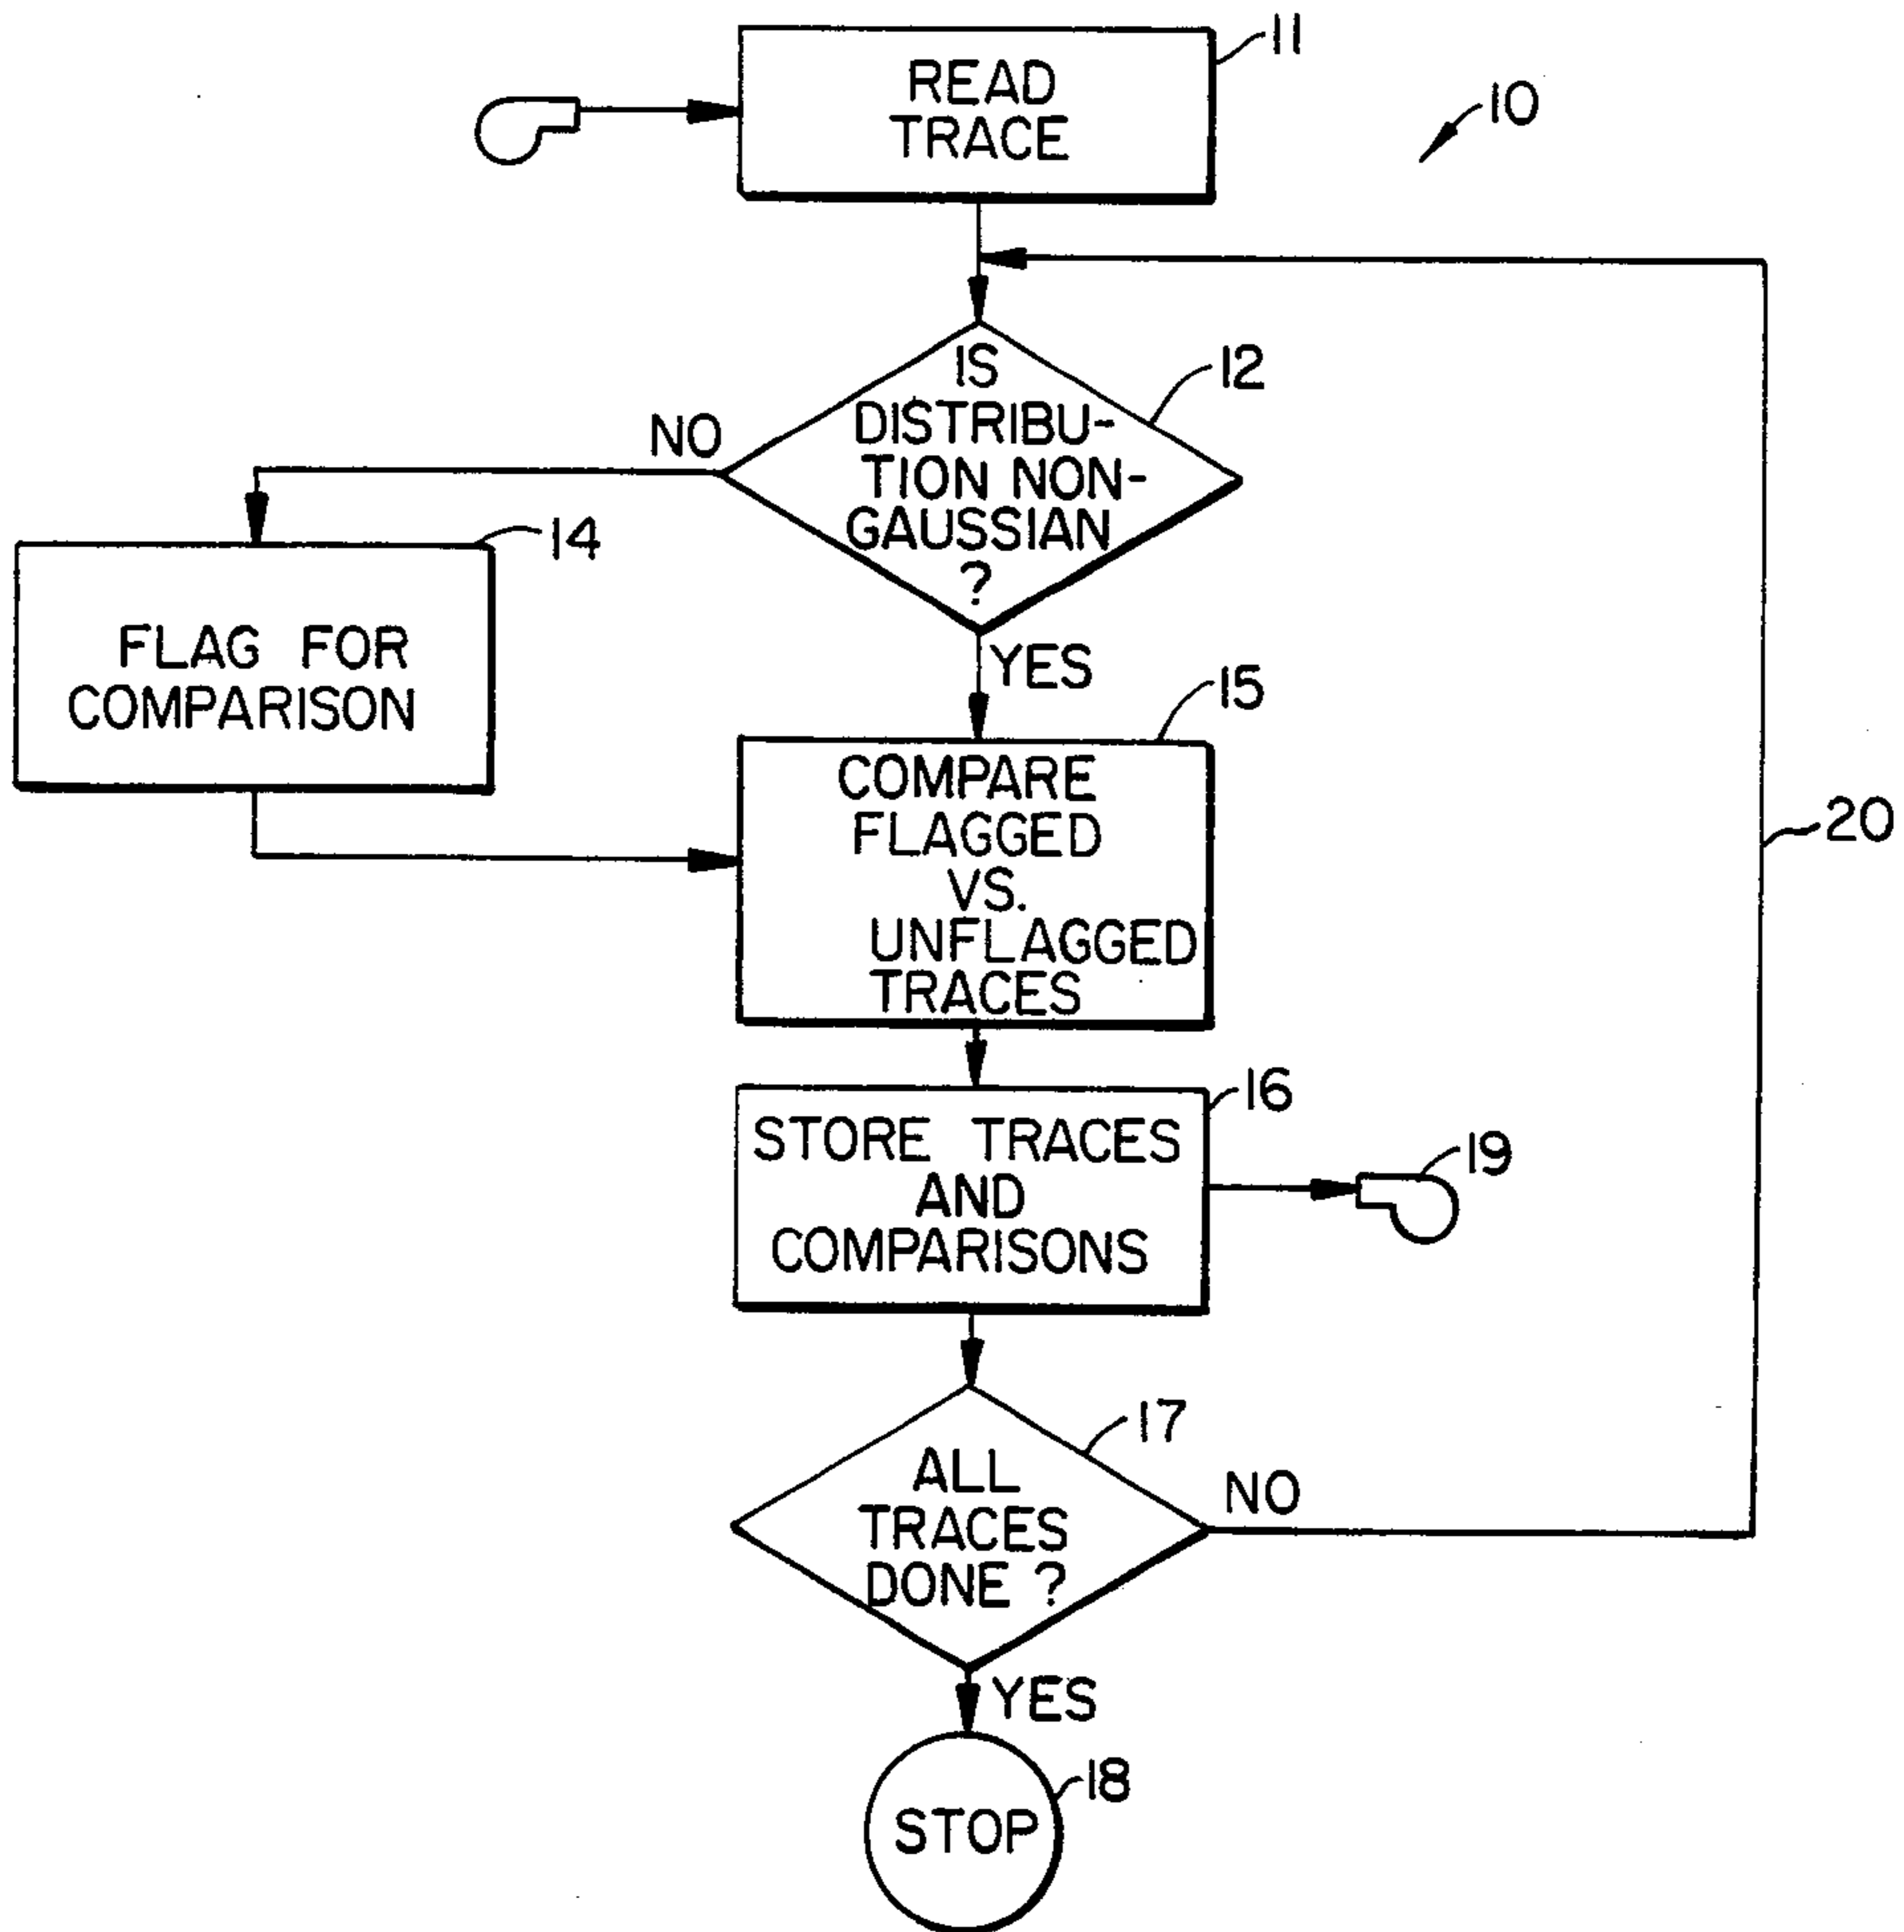 11
READ
TRACE
10
IS
DISTRIBU-
TION NON-
GAUSSIAN
?
12
NO
14
FLAG FOR
COMPARISON
YES
15
COMPARE
FLAGGED
VS.
UNFLAGGED
TRACES
20
16
STORE TRACES
AND
COMPARISONS
19
17
ALL
TRACES
DONE ?
NO
YES
18
STOP